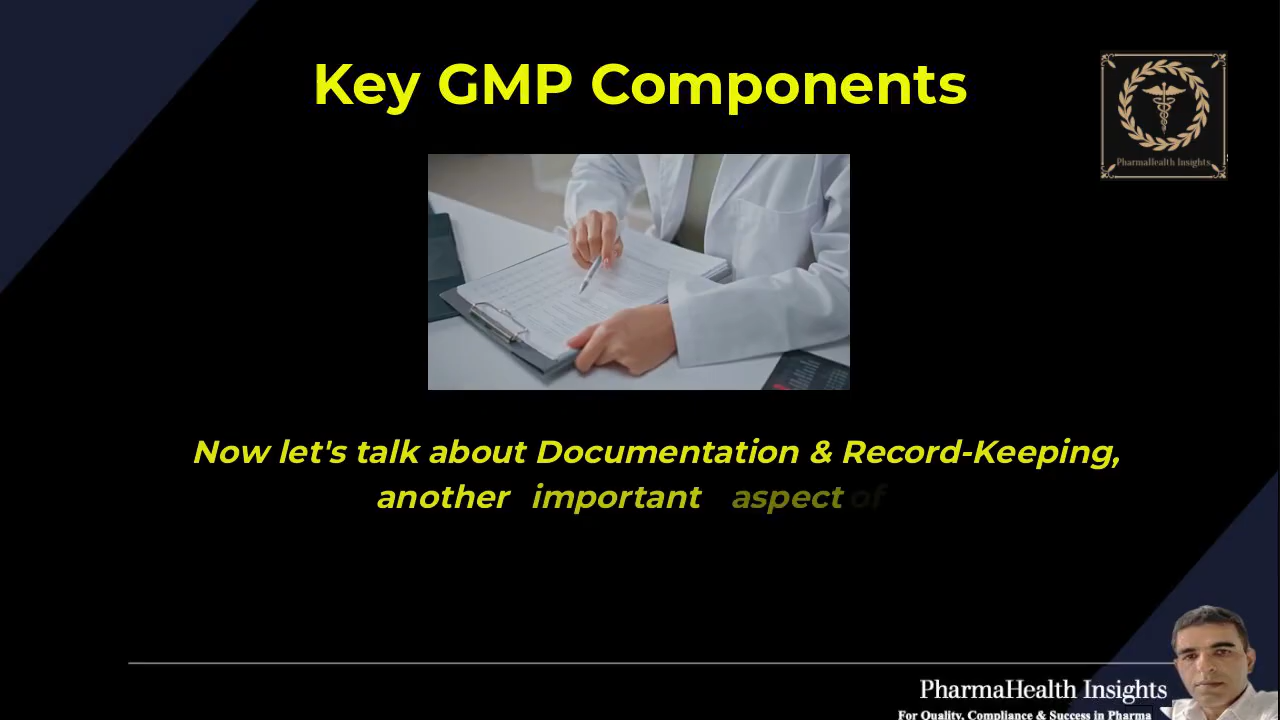 Key GMP Components
PharmaHealth Insights
Now let's talk about Documentation & Record-Keeping,
another important aspect of
PharmaHealth Insights
For Quality, Compliance & Success in Pharma